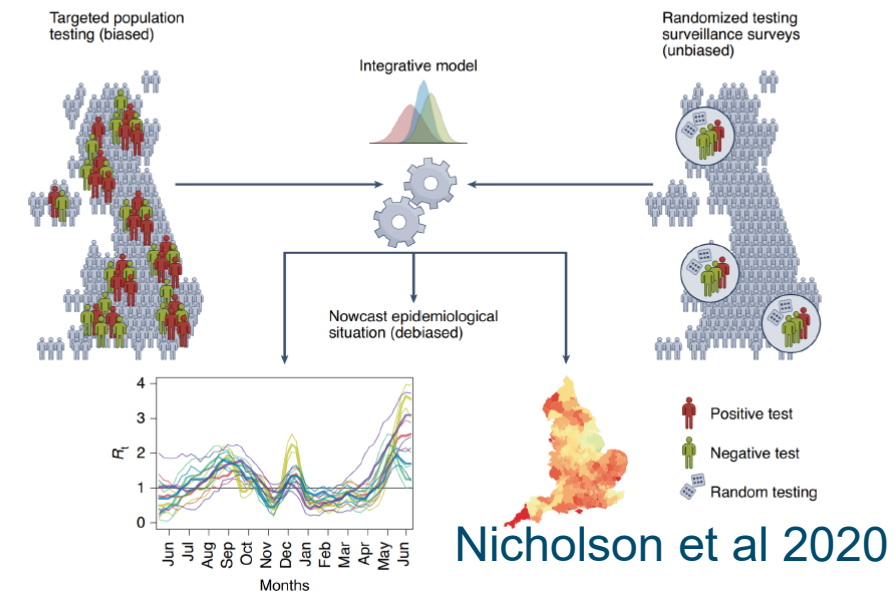 Targeted population
testing (biased)
Randomized testing
surveillance surveys
(unbiased)
Integrative model
Nowcast epidemiological
situation (debiased)
4
3
2
1
0
Rt
Jun
Jul
Aug
Sep
Oct
Nov
Dec
Jan
Feb
Mar
Apr
May
Jun
Months
Positive test
Negative test
Random testing
Nicholson et al 2020